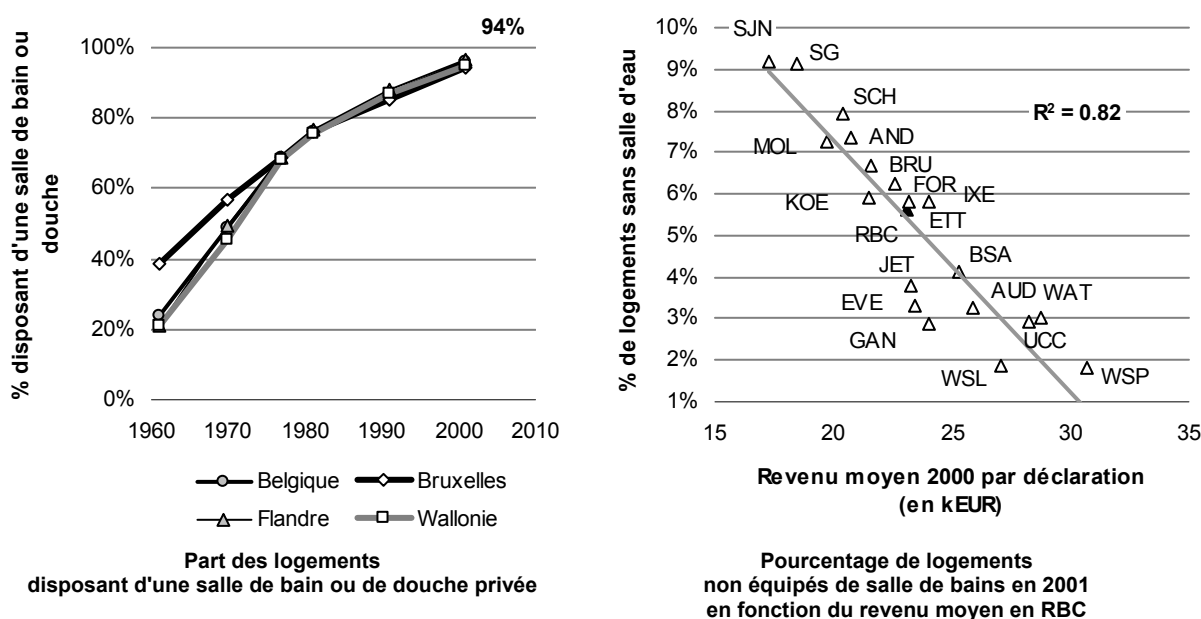 94%
% disposant d'une salle de bain ou
douche
100%
80%
60%
40%
20%
0%
1960 1970 1980 1990 2000 2010
Belgique Bruxelles
Flandre Wallonie
Part des logements
disposant d'une salle de bain ou de douche privée
% de logements sans salle d'eau
10%
9%
8%
7%
6%
5%
4%
3%
2%
1%
SJN
SG
SCH
R² = 0.82
AND
MOL
BRU
FOR IXE
KOE
ETT
RBC
BSA
JET
AUD WAT
EVE
GAN UCC
WSL WSP
15 20 25 30 35
Revenu moyen 2000 par déclaration
(en kEUR)
Pourcentage de logements
non équipés de salle de bains en 2001
en fonction du revenu moyen en RBC